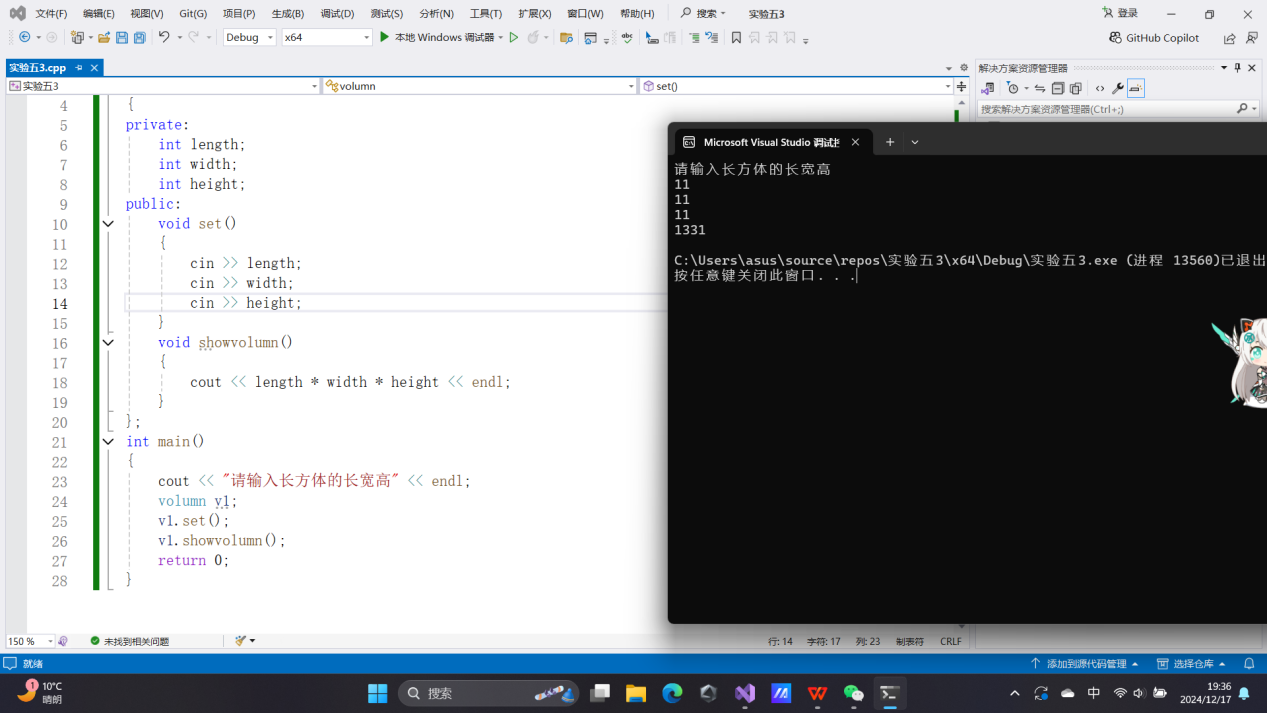 文件(F) 编辑(E) 视图(V) Git(G) 项目(P) 生成(B) 调试(D) 测试(S) 分析(N) 工具(T) 扩展(X) 窗口(W) 帮助(H) 搜索 实验五3 登录
Debug x64 本地 Windows 调试器 GitHub Copilot
实验五3.cpp 解决方案资源管理器
实验五3 volumn set()
搜索解决方案资源管理器(Ctrl+;)
4 {
5 private:
6 int length;
7 int width;
8 int height;
9 public:
10 void set()
11 {
12 cin >> length;
13 cin >> width;
14 cin >> height;
15 }
16 void showvolumn()
17 {
18 cout << length * width * height << endl;
19 }
20 };
21 int main()
22 {
23 cout << "请输入长方体的长宽高" << endl;
24 volumn v1;
25 v1.set();
26 v1.showvolumn();
27 return 0;
28 }
Microsoft Visual Studio 调试控
请输入长方体的长宽高
11
11
11
1331
C:\Users\asus\source\repos\实验五3\x64\Debug\实验五3.exe (进程 13560)已退出
按任意键关闭此窗口. . .
150 % 未找到相关问题 行: 14 字符: 17 列: 23 制表符 CRLF
就绪 添加到源代码管理 选择仓库
1 10°C
晴朗
搜索
中
19:36
2024/12/17